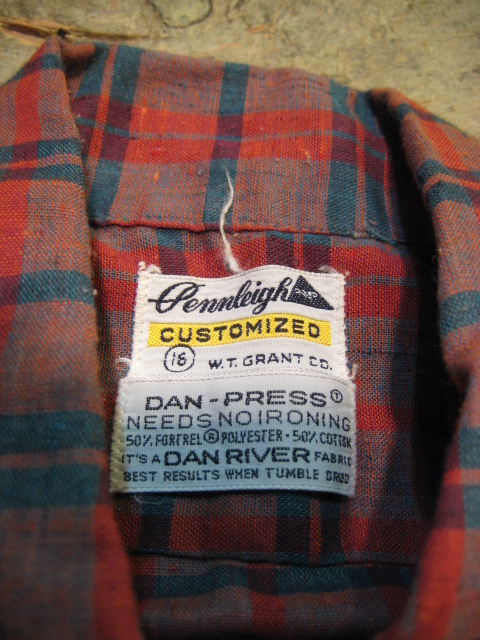 Pennleigh
CUSTOMIZED
18 W.T. GRANT CO.
DAN-PRESS Ⓣ
NEEDS NO IRONING
50% FORTREL® POLYESTER · 50% COTTON
IT'S A DAN RIVER FABRIC
BEST RESULTS WHEN TUMBLE DRIED